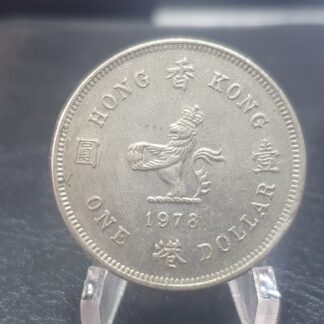 HONG 香 KONG
圓 壹
1978
ONE 港 DOLLAR